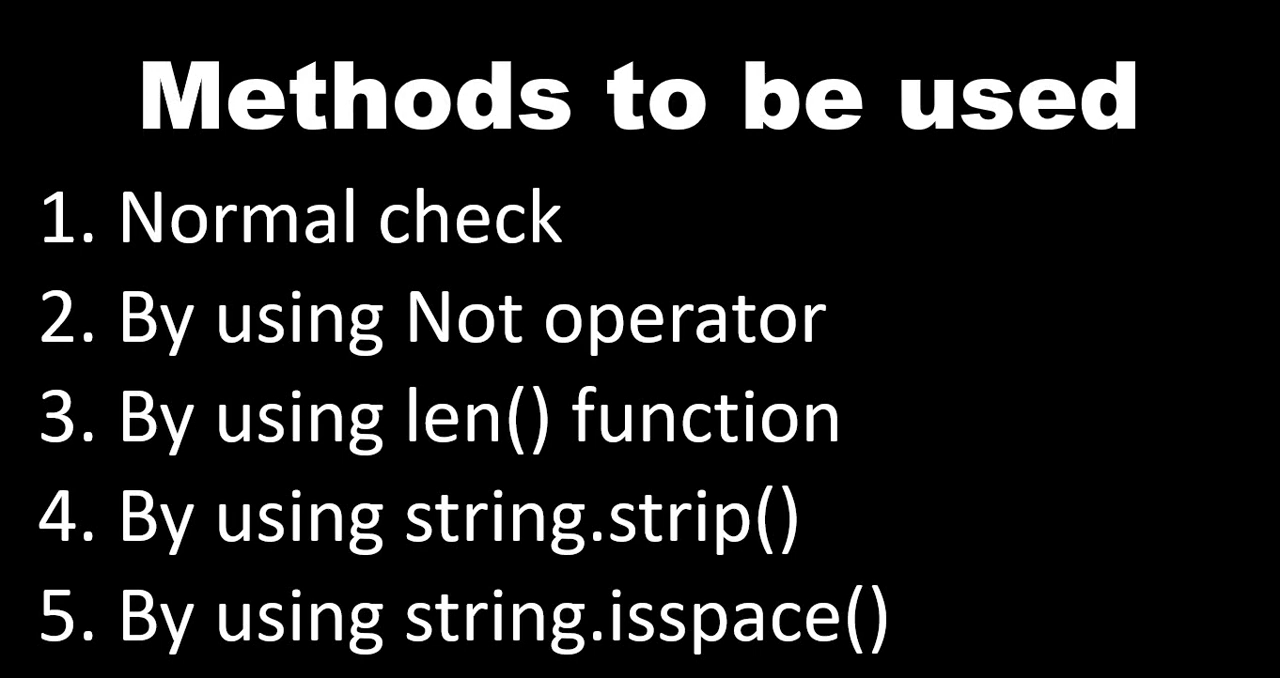 Methods to be used
1. Normal check
2. By using Not operator
3. By using len() function
4. By using string.strip()
5. By using string.isspace()